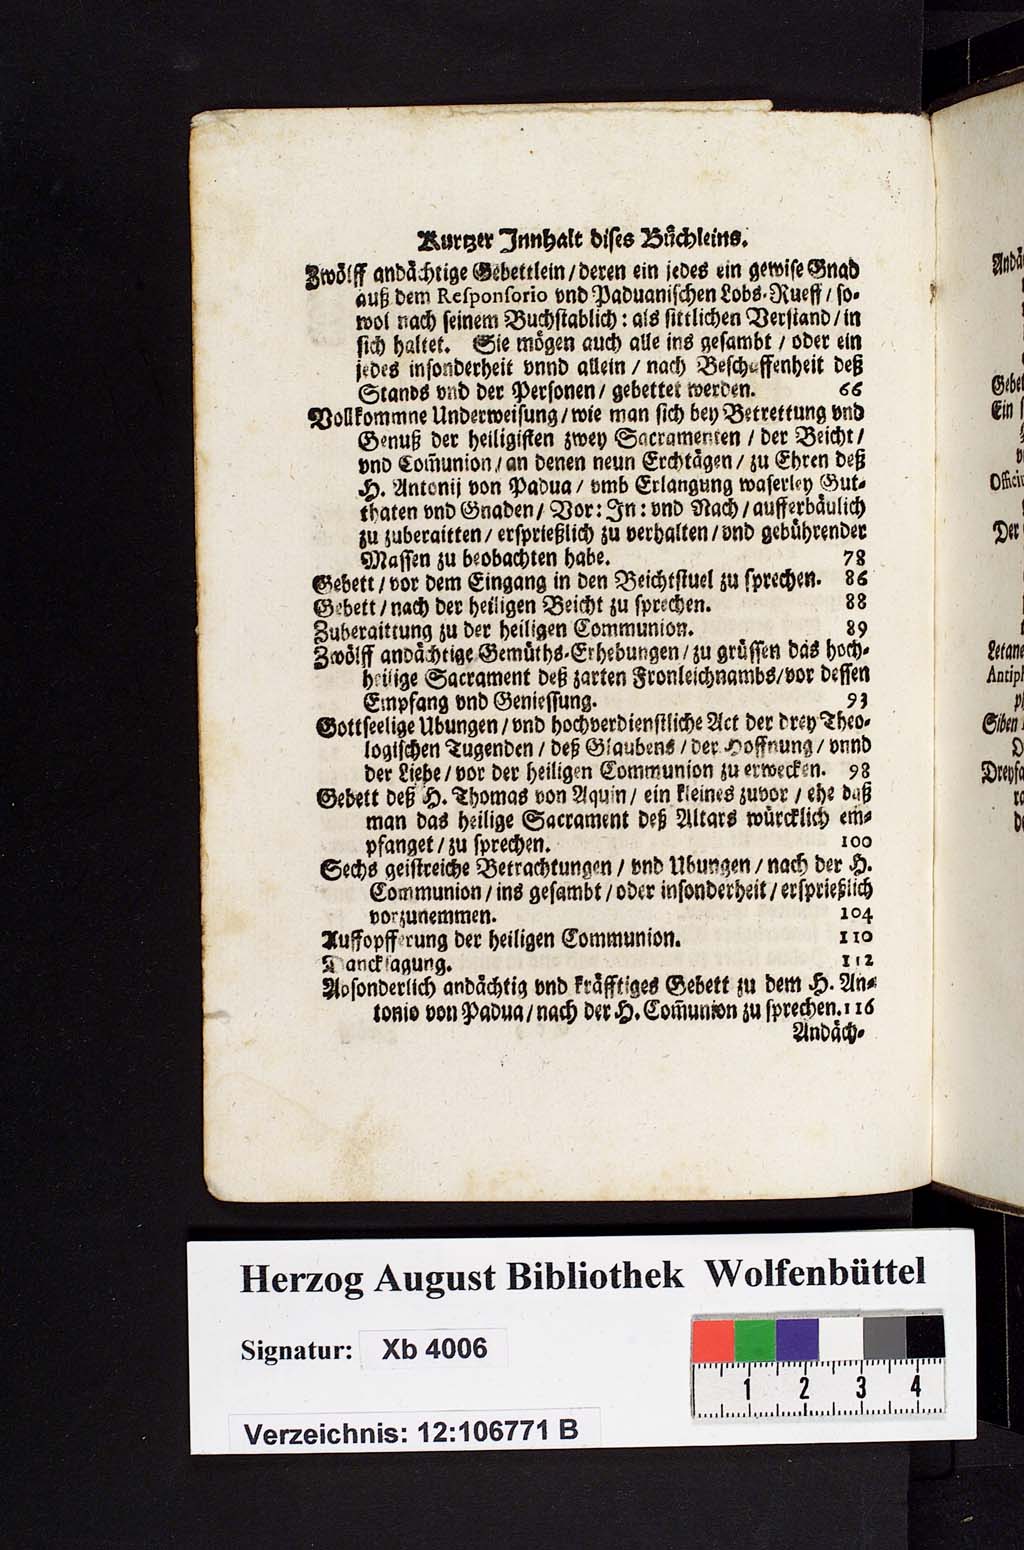 Kurtzer Innhalt dises Büchleins.
Zwölff andächtige Gebettlein / deren ein jedes ein gewise Gnad
auß dem Responsorio vnd Paduanischen Lobs-Rueff / so-
wol nach seinem Buchstablich: als sittlichen Verstand / in
sich haltet. Sie mögen auch alle ins gesambt / oder ein
jedes insonderheit vnnd allein / nach Beschaffenheit deß
Stands vnd der Personen / gebettet werden. 66
Vollkommne Underweisung / wie man sich bey Betrettung vnd
Genuß der heiligisten zwey Sacramenten / der Beicht /
vnd Com̃union / an denen neun Erchtägen / zu Ehren deß
H. Antonij von Padua / vmb Erlangung waserley Gut-
thaten vnd Gnaden / Vor: In: vnd Nach / aufferbäulich
zu zuberaitten / ersprießlich zu verhalten / vnd gebührender
Massen zu beobachten habe. 78
Gebett / vor dem Eingang in den Beichtstuel zu sprechen. 86
Gebett / nach der heiligen Beicht zu sprechen. 88
Zuberaittung zu der heiligen Communion. 89
Zwölff andächtige Gemüths-Erhebungen / zu grüssen das hoch-
heilige Sacrament deß zarten Fronleichnambs / vor dessen
Empfang vnd Geniessung. 93
Gottseelige Ubungen / vnd hochverdienstliche Act der drey Theo-
logischen Tugenden / deß Glaubens / der Hoffnung / vnnd
der Liebe / vor der heiligen Communion zu erwecken. 98
Gebett deß H. Thomas von Aquin / ein kleines zuvor / ehe daß
man das heilige Sacrament deß Altars würcklich em-
pfanget / zu sprechen. 100
Sechs geistreiche Betrachtungen / vnd Ubungen / nach der H.
Communion / ins gesambt / oder insonderheit / ersprießlich
vorzunemmen. 104
Auffopfferung der heiligen Communion. 110
Dancksagung. 112
Absonderlich andächtig vnd kräfftiges Gebett zu dem H. An-
tonio von Padua / nach der H. Com̃union zu sprechen. 116
Andäch-
Gebet
Ein
Der
Siben
Herzog August Bibliothek Wolfenbüttel
Signatur: Xb 4006
1 2 3 4
Verzeichnis: 12:106771 B